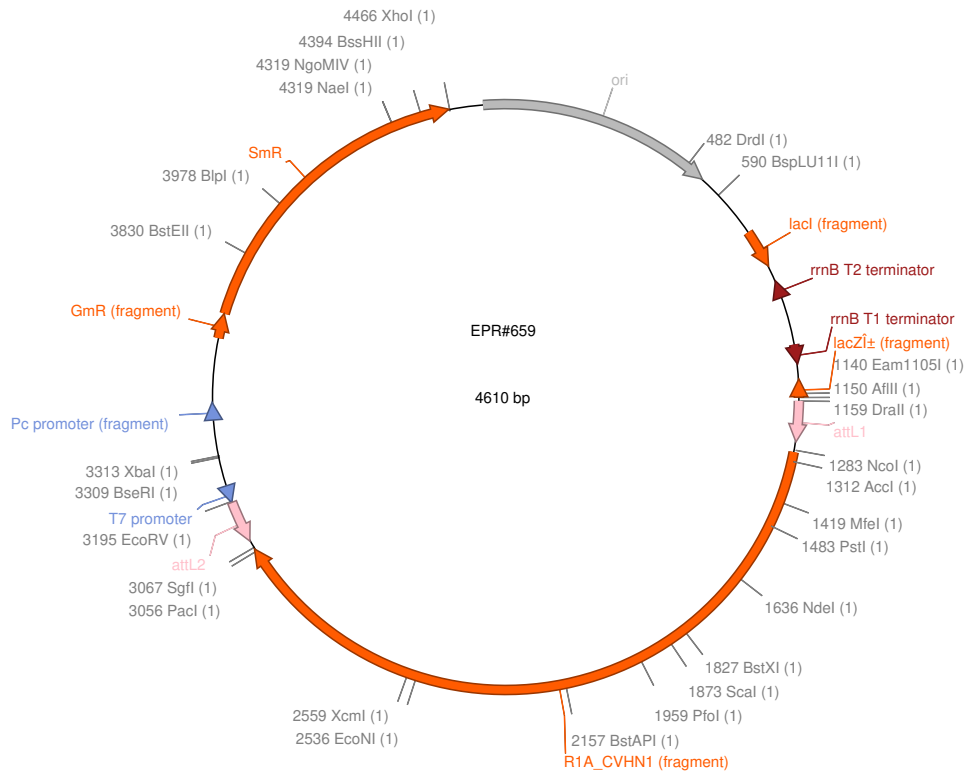 4466 XhoI (1)
4394 BssHII (1)
4319 NgoMIV (1)
4319 NaeI (1)
ori
482 DrdI (1)
590 BspLU11I (1)
SmR
3978 BlpI (1)
3830 BstEII (1)
lacI (fragment)
rrnB T2 terminator
GmR (fragment)
EPR#659
rrnB T1 terminator
lacZÎ± (fragment)
1140 Eam1105I (1)
1150 AflII (1)
4610 bp
1159 DraII (1)
Pc promoter (fragment)
attL1
1283 NcoI (1)
3313 XbaI (1)
1312 AccI (1)
3309 BseRI (1)
T7 promoter
1419 MfeI (1)
3195 EcoRV (1)
1483 PstI (1)
attL2
3067 SgfI (1)
3056 PacI (1)
1636 NdeI (1)
1827 BstXI (1)
1873 ScaI (1)
2559 XcmI (1)
1959 PfoI (1)
2536 EcoNI (1)
2157 BstAPI (1)
R1A_CVHN1 (fragment)